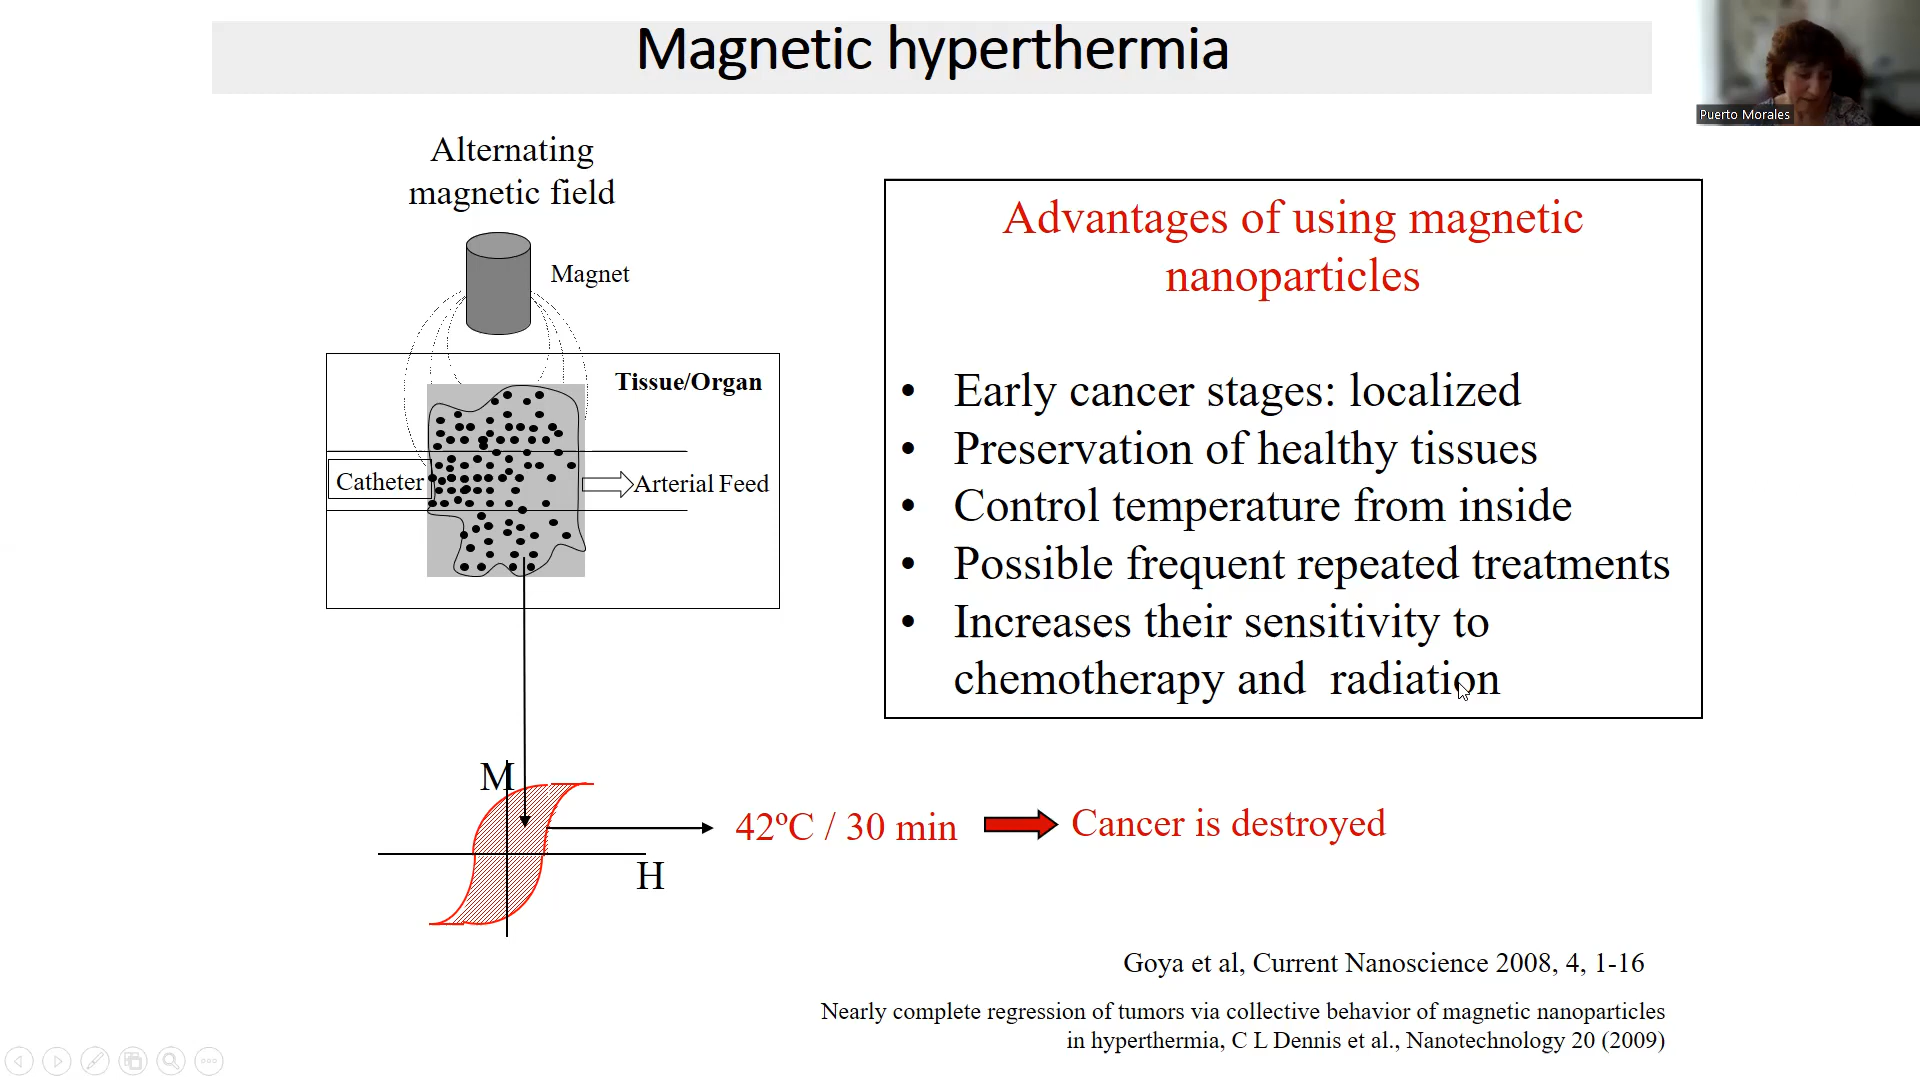 Magnetic hyperthermia
Puerto Morales
Alternating
magnetic field
Magnet
Tissue/Organ
Catheter
Arterial Feed
Advantages of using magnetic
nanoparticles
• Early cancer stages: localized
• Preservation of healthy tissues
• Control temperature from inside
• Possible frequent repeated treatments
• Increases their sensitivity to
chemotherapy and radiation
M
H
42ºC / 30 min
Cancer is destroyed
Goya et al, Current Nanoscience 2008, 4, 1-16
Nearly complete regression of tumors via collective behavior of magnetic nanoparticles
in hyperthermia, C L Dennis et al., Nanotechnology 20 (2009)